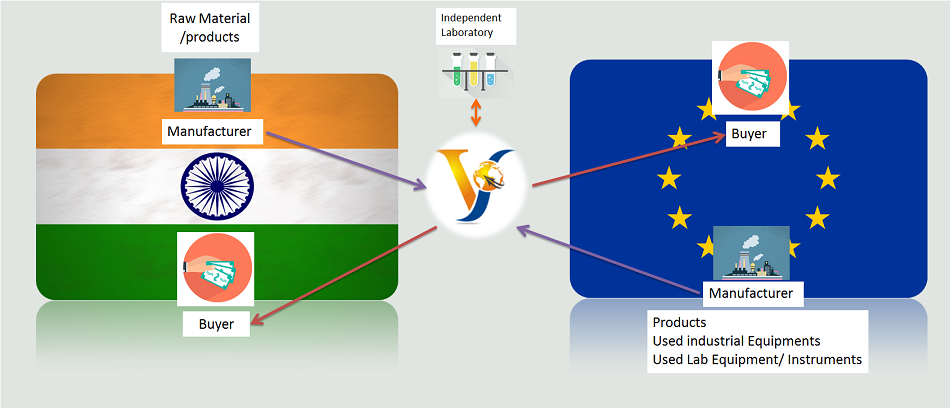 Raw Material
/products
Manufacturer
Buyer
Independent
Laboratory
Buyer
Manufacturer
Products
Used industrial Equipments
Used Lab Equipment/ Instruments